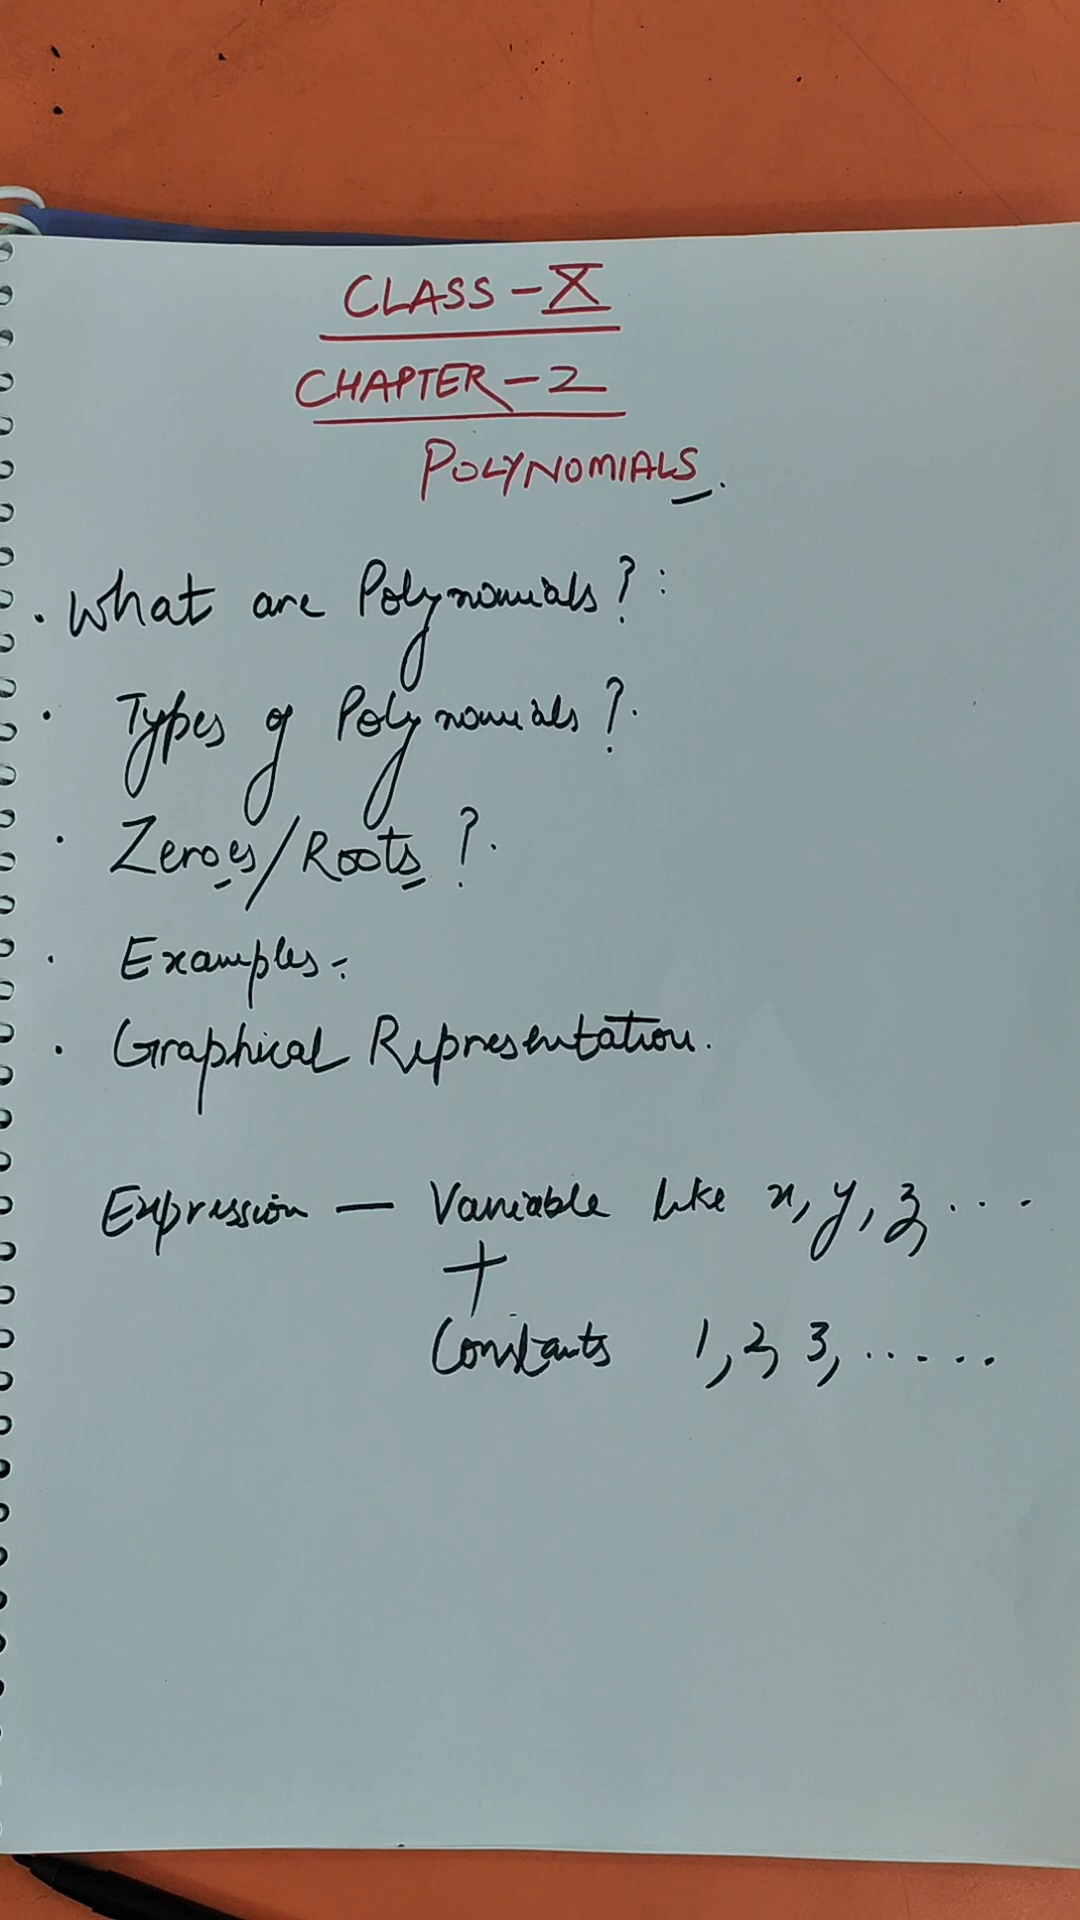 CLASS - X
CHAPTER - 2
POLYNOMIALS.
. What are Polynomials? :
. Types of Polynomials ?.
. Zeroes/Roots ?.
. Examples :
. Graphical Representation.
Expression — Variable like x, y, z, ....
+
Constants 1, 2, 3, ......